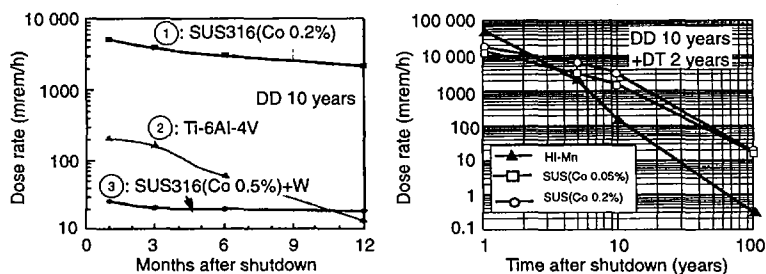 10 000
1000
100
10
Dose rate (mrem/h)
1: SUS316(Co 0.2%)
DD 10 years
2: Ti-6Al-4V
3: SUS316(Co 0.5%)+W
0 3 6 9 12
Months after shutdown
100 000
10 000
1000
100
10
1
0.1
Dose rate (mrem/h)
DD 10 years
+DT 2 years
HI-Mn
SUS(Co 0.05%)
SUS(Co 0.2%)
1 10 100
Time after shutdown (years)